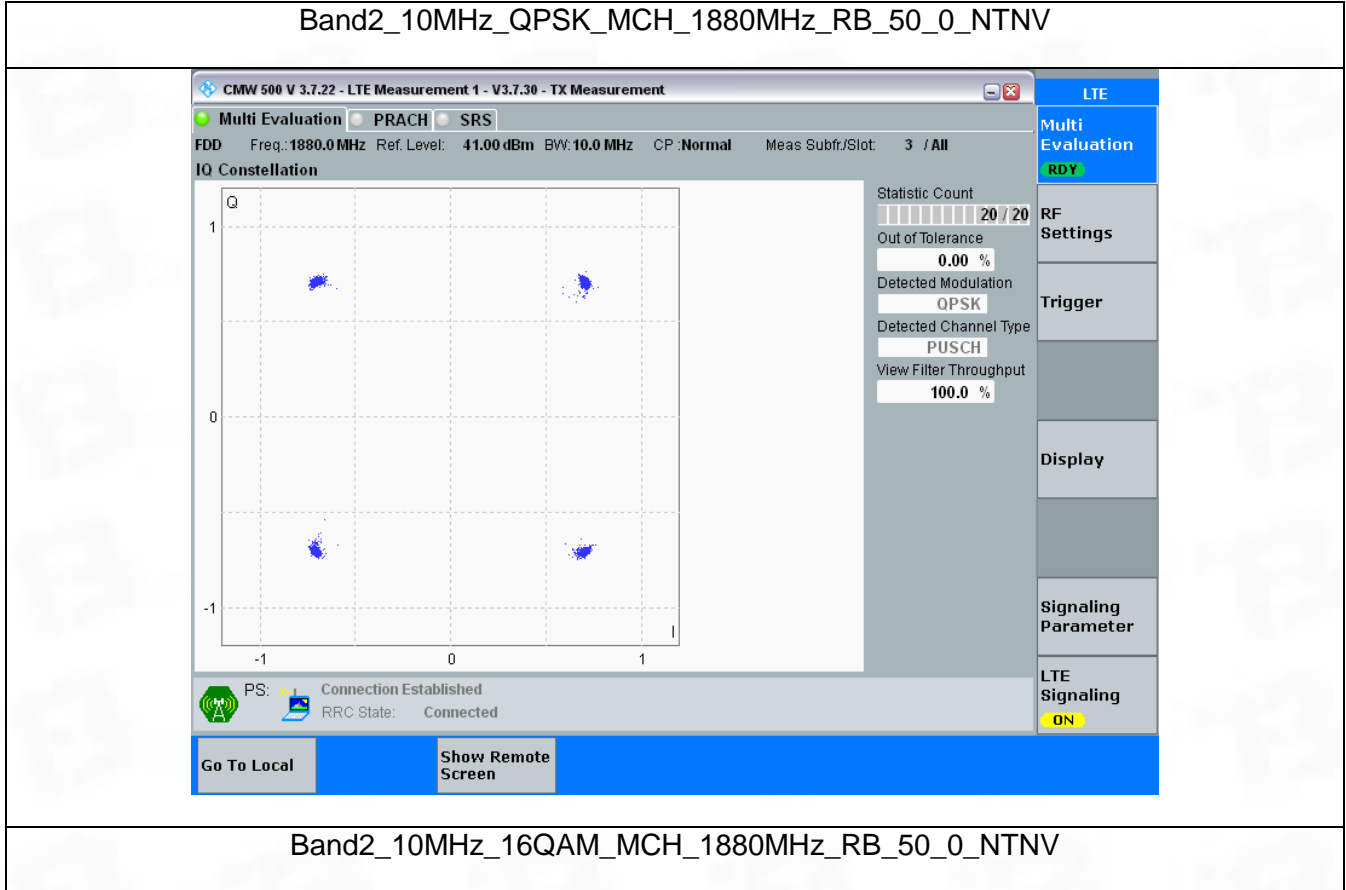 Band2_10MHz_QPSK_MCH_1880MHz_RB_50_0_NTNV
CMW 500 V 3.7.22 - LTE Measurement 1 - V3.7.30 - TX Measurement
LTE
Multi Evaluation PRACH SRS
Multi
Evaluation
RDY
FDD Freq.: 1880.0 MHz Ref. Level: 41.00 dBm BW: 10.0 MHz CP : Normal Meas Subfr./Slot: 3 / All
IQ Constellation
Q
1
0
-1
I
-1 0 1
Statistic Count
20 / 20
Out of Tolerance
0.00 %
Detected Modulation
QPSK
Detected Channel Type
PUSCH
View Filter Throughput
100.0 %
RF
Settings
Trigger
Display
Signaling
Parameter
LTE
Signaling
ON
PS: Connection Established
RRC State: Connected
Go To Local
Show Remote
Screen
Band2_10MHz_16QAM_MCH_1880MHz_RB_50_0_NTNV